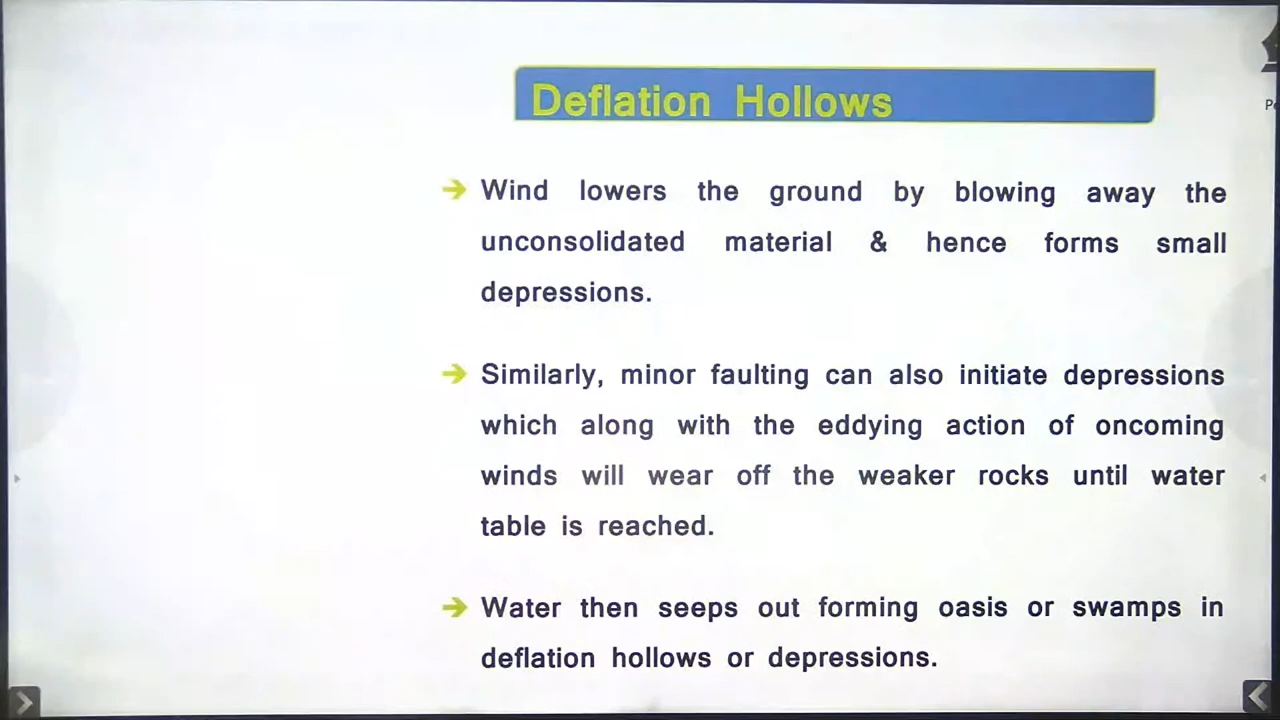 Deflation Hollows
→ Wind lowers the ground by blowing away the
unconsolidated material & hence forms small
depressions.
→ Similarly, minor faulting can also initiate depressions
which along with the eddying action of oncoming
winds will wear off the weaker rocks until water
table is reached.
→ Water then seeps out forming oasis or swamps in
deflation hollows or depressions.